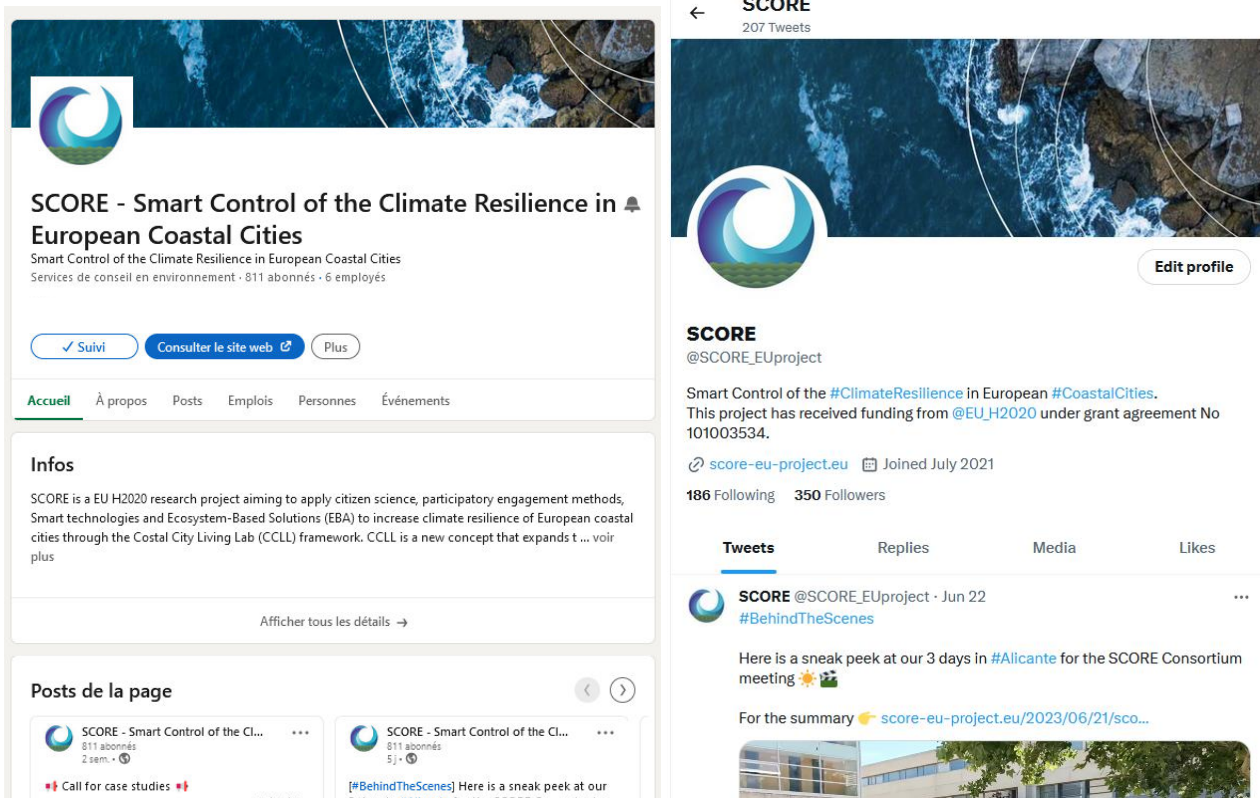 SCORE - Smart Control of the Climate Resilience in
European Coastal Cities
Smart Control of the Climate Resilience in European Coastal Cities
Services de conseil en environnement · 811 abonnés · 6 employés
Suivi
Consulter le site web
Plus
Accueil
À propos
Posts
Emplois
Personnes
Événements
Infos
SCORE is a EU H2020 research project aiming to apply citizen science, participatory engagement methods,
Smart technologies and Ecosystem-Based Solutions (EBA) to increase climate resilience of European coastal
cities through the Costal City Living Lab (CCLL) framework. CCLL is a new concept that expands t ... voir
plus
Afficher tous les détails →
Posts de la page
SCORE - Smart Control of the Cl...
811 abonnés
2 sem. •
📢 Call for case studies 📢
SCORE - Smart Control of the Cl...
811 abonnés
5 j •
[#BehindTheScenes] Here is a sneak peek at our
SCORE
207 Tweets
Edit profile
SCORE
@SCORE_EUproject
Smart Control of the #ClimateResilience in European #CoastalCities.
This project has received funding from @EU_H2020 under grant agreement No
101003534.
score-eu-project.eu Joined July 2021
186 Following 350 Followers
Tweets
Replies
Media
Likes
SCORE @SCORE_EUproject · Jun 22
#BehindTheScenes
Here is a sneak peek at our 3 days in #Alicante for the SCORE Consortium
meeting ☀️🎬
For the summary 👉 score-eu-project.eu/2023/06/21/sco...